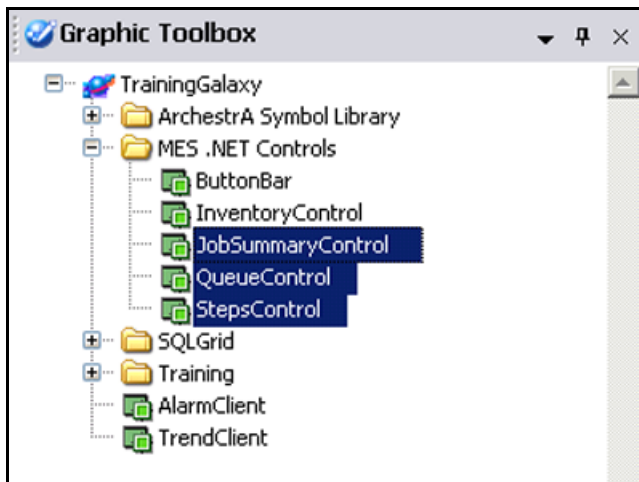 Graphic Toolbox
TrainingGalaxy
ArchestrA Symbol Library
MES .NET Controls
ButtonBar
InventoryControl
JobSummaryControl
QueueControl
StepsControl
SQLGrid
Training
AlarmClient
TrendClient